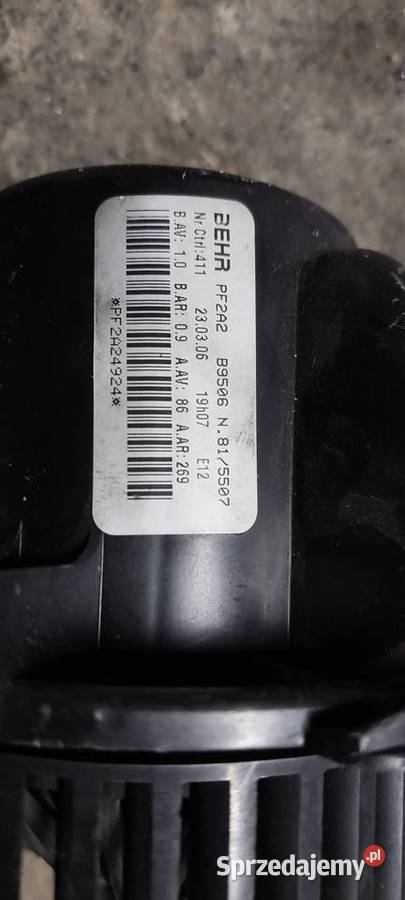 BEHR PF2A2 B9506 N.81/5507
Nr Ctrl:411 23.03.06 19h07 E12
B.AV: 1.0 B.AR: 0.9 A.AV: 86 A.AR: 269
*PF2A24924*
Sprzedajemy.pl